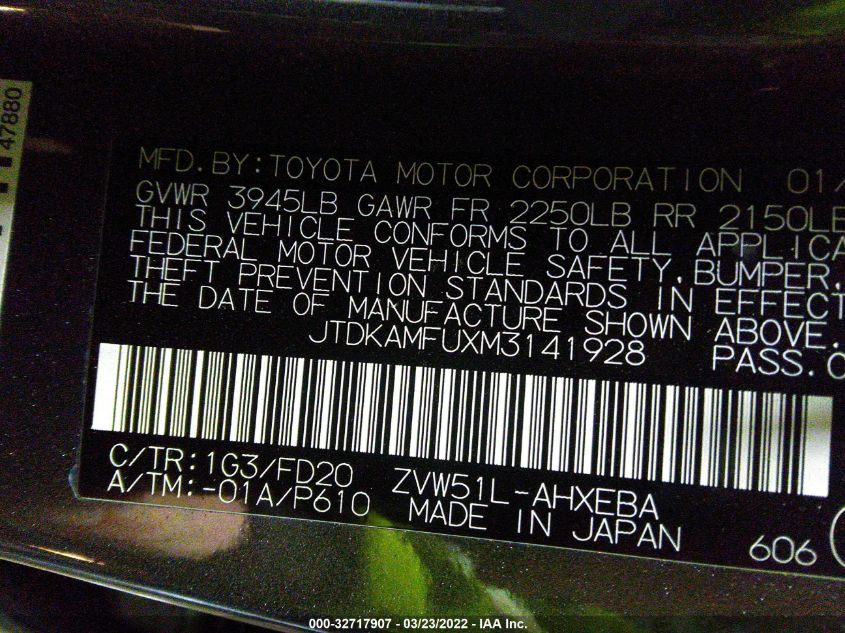 47880
MFD.BY:TOYOTA MOTOR CORPORATION 01/
GVWR 3945LB GAWR FR 2250LB RR 2150LB
THIS VEHICLE CONFORMS TO ALL APPLICA
FEDERAL MOTOR VEHICLE SAFETY,BUMPER,
THEFT PREVENTION STANDARDS IN EFFECT
THE DATE OF MANUFACTURE SHOWN ABOVE.
JTDKAMFUXM3141928 PASS.C
C/TR:1G3/FD20 ZVW51L-AHXEBA
A/TM:-01A/P610 MADE IN JAPAN 606
000-32717907 - 03/23/2022 - IAA Inc.